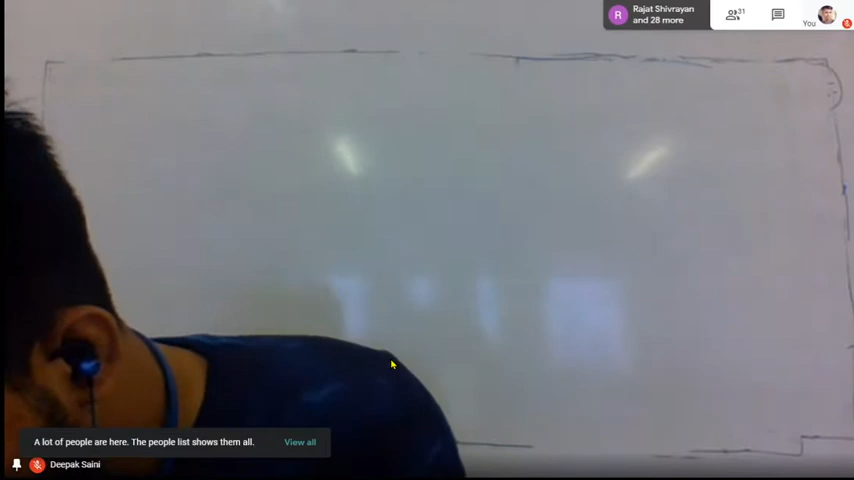 R
Rajat Shivrayan
and 28 more
31
You
A lot of people are here. The people list shows them all.
View all
Deepak Saini